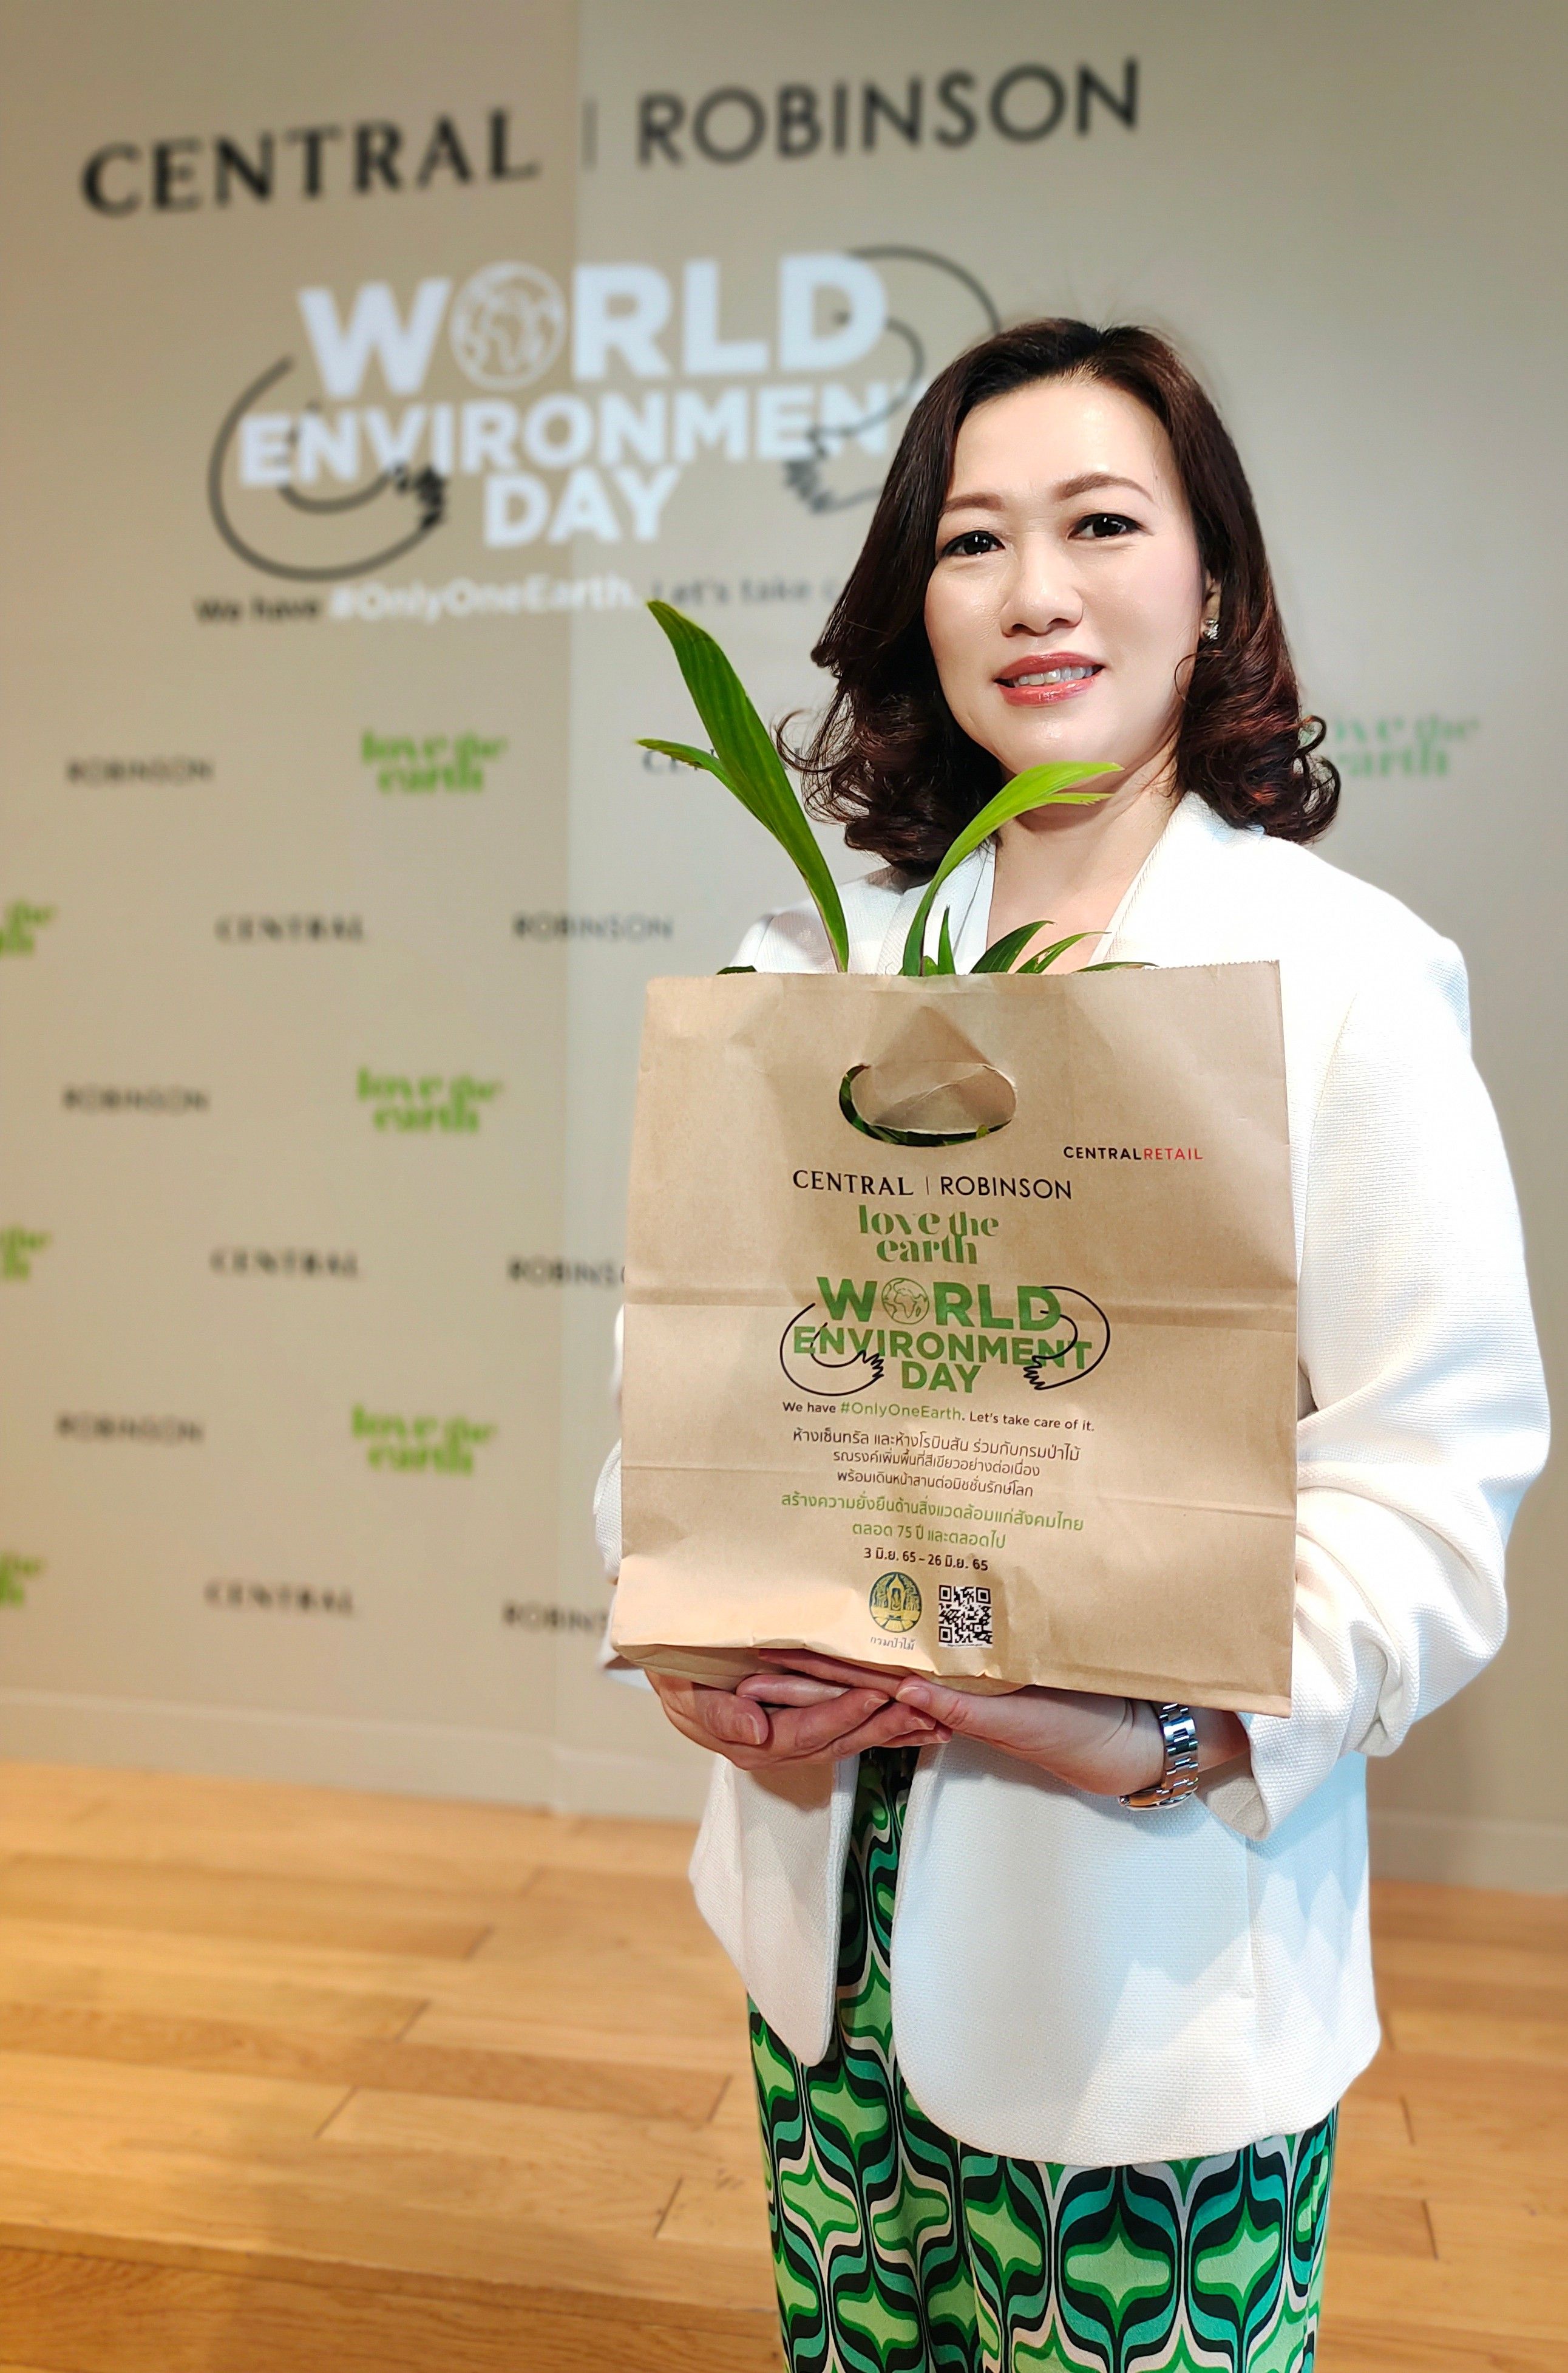 CENTRAL | ROBINSON
WORLD
ENVIRONMEN
DAY
We have #OnlyOneEarth. Let's take
ROBINSON love the earth
love the earth
the
CENTRAL ROBINSON
ROBINSON love the earth
the
CENTRAL ROBINS
ROBINSON love the earth
the
CENTRAL ROBIN
CENTRALRETAIL
CENTRAL | ROBINSON
love the
earth
WORLD
ENVIRONMENT
DAY
We have #OnlyOneEarth. Let's take care of it.
ห้างเซ็นทรัล และห้างโรบินสัน ร่วมกับกรมป่าไม้
รณรงค์เพิ่มพื้นที่สีเขียวอย่างต่อเนื่อง
พร้อมเดินหน้าสานต่อมิชชั่นรักษ์โลก
สร้างความยั่งยืนด้านสิ่งแวดล้อมแก่สังคมไทย
ตลอด 75 ปี และตลอดไป
3 มิ.ย. 65 – 26 มิ.ย. 65
กรมป่าไม้